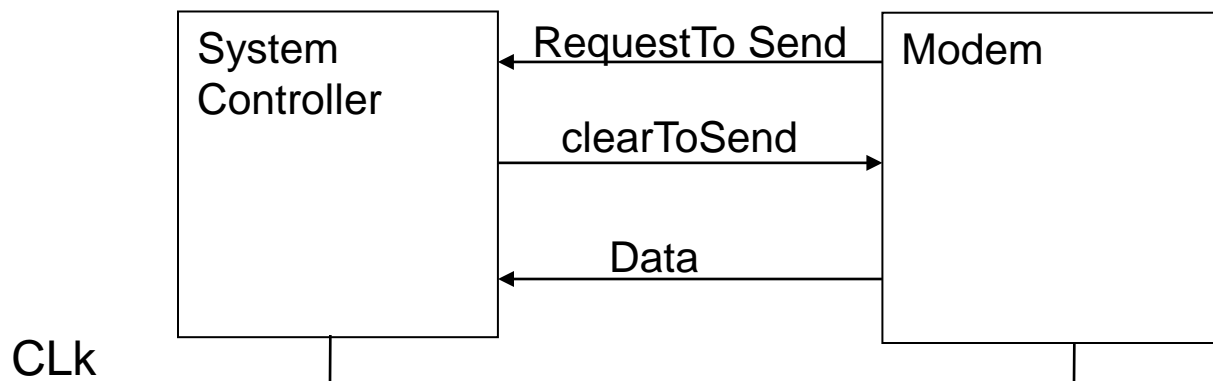 System
Controller
RequestTo Send
Modem
clearToSend
Data
CLk